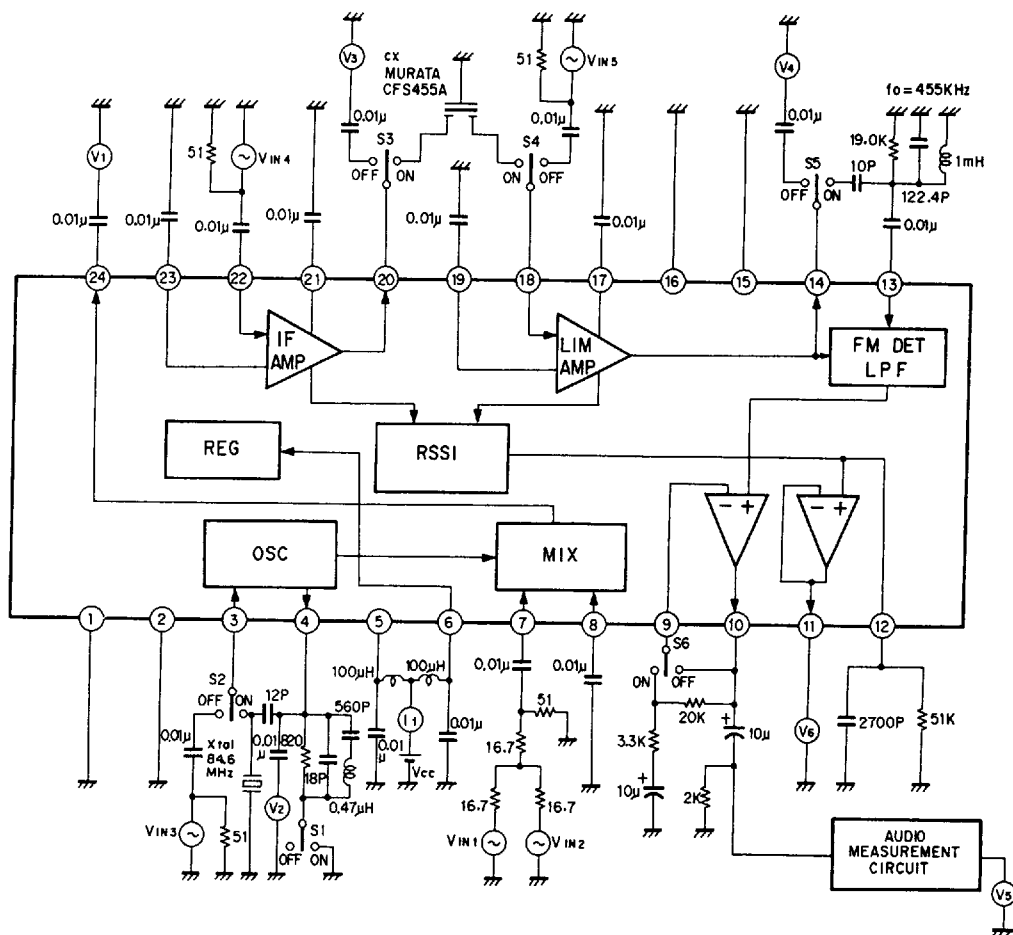 V3
CX
MURATA
CFS455A
51
VIN5
V4
fo = 455KHz
0.01μ
0.01μ
19.0K
1mH
V1
51
VIN4
S3
S4
S5
10P
OFF
ON
ON
OFF
OFF
ON
122.4P
0.01μ
0.01μ
0.01μ
0.01μ
0.01μ
0.01μ
0.01μ
24
23
22
21
20
19
18
17
16
15
14
13
IF
AMP
LIM
AMP
FM DET
LPF
REG
RSSI
OSC
MIX
- +
- +
1
2
3
4
5
6
7
8
9
10
11
12
S2
OFF
ON
12P
560P
100μH
100μH
0.01μ
0.01μ
S6
ON
OFF
0.01μ
Xtal
84.6
MHz
0.01
μ
820
18P
0.47μH
I1
Vcc
0.01
μ
0.01μ
51
16.7
16.7
16.7
20K
3.3K
10μ
10μ
2K
V6
2700P
51K
VIN3
51
V2
S1
OFF
ON
VIN1
VIN2
AUDIO
MEASUREMENT
CIRCUIT
V5